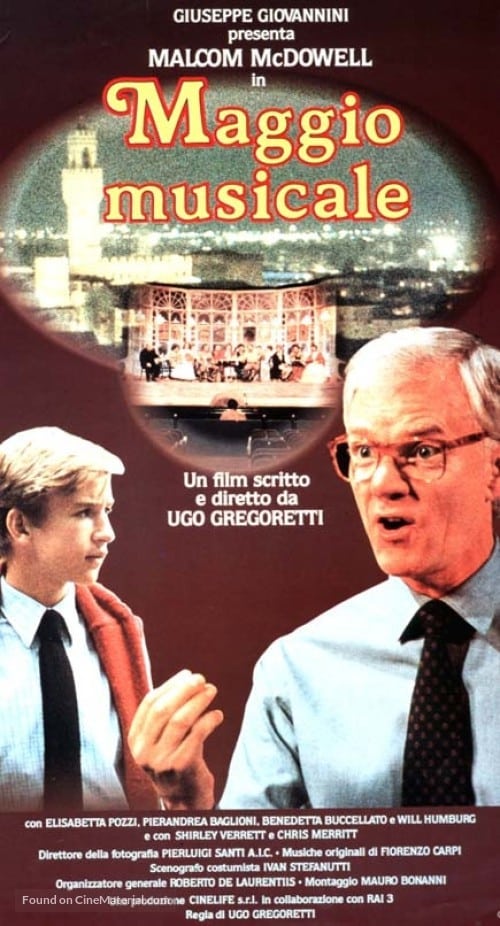 GIUSEPPE GIOVANNINI
presenta
MALCOM McDOWELL
in
Maggio
musicale
Un film scritto
e diretto da
UGO GREGORETTI
con ELISABETTA POZZI, PIERANDREA BAGLIONI, BENEDETTA BUCCELLATO e WILL HUMBURG
e con SHIRLEY VERRETT e CHRIS MERRITT
Direttore della fotografia PIERLUIGI SANTI A.I.C. • Musiche originali di FIORENZO CARPI
Scenografo costumista IVAN STEFANUTTI
Organizzatore generale ROBERTO DE LAURENTIIS • Montaggio MAURO BONANNI
Una produzione CINELIFE s.r.l. in collaborazione con RAI 3
Regia di UGO GREGORETTI
Found on CineMaterial.com